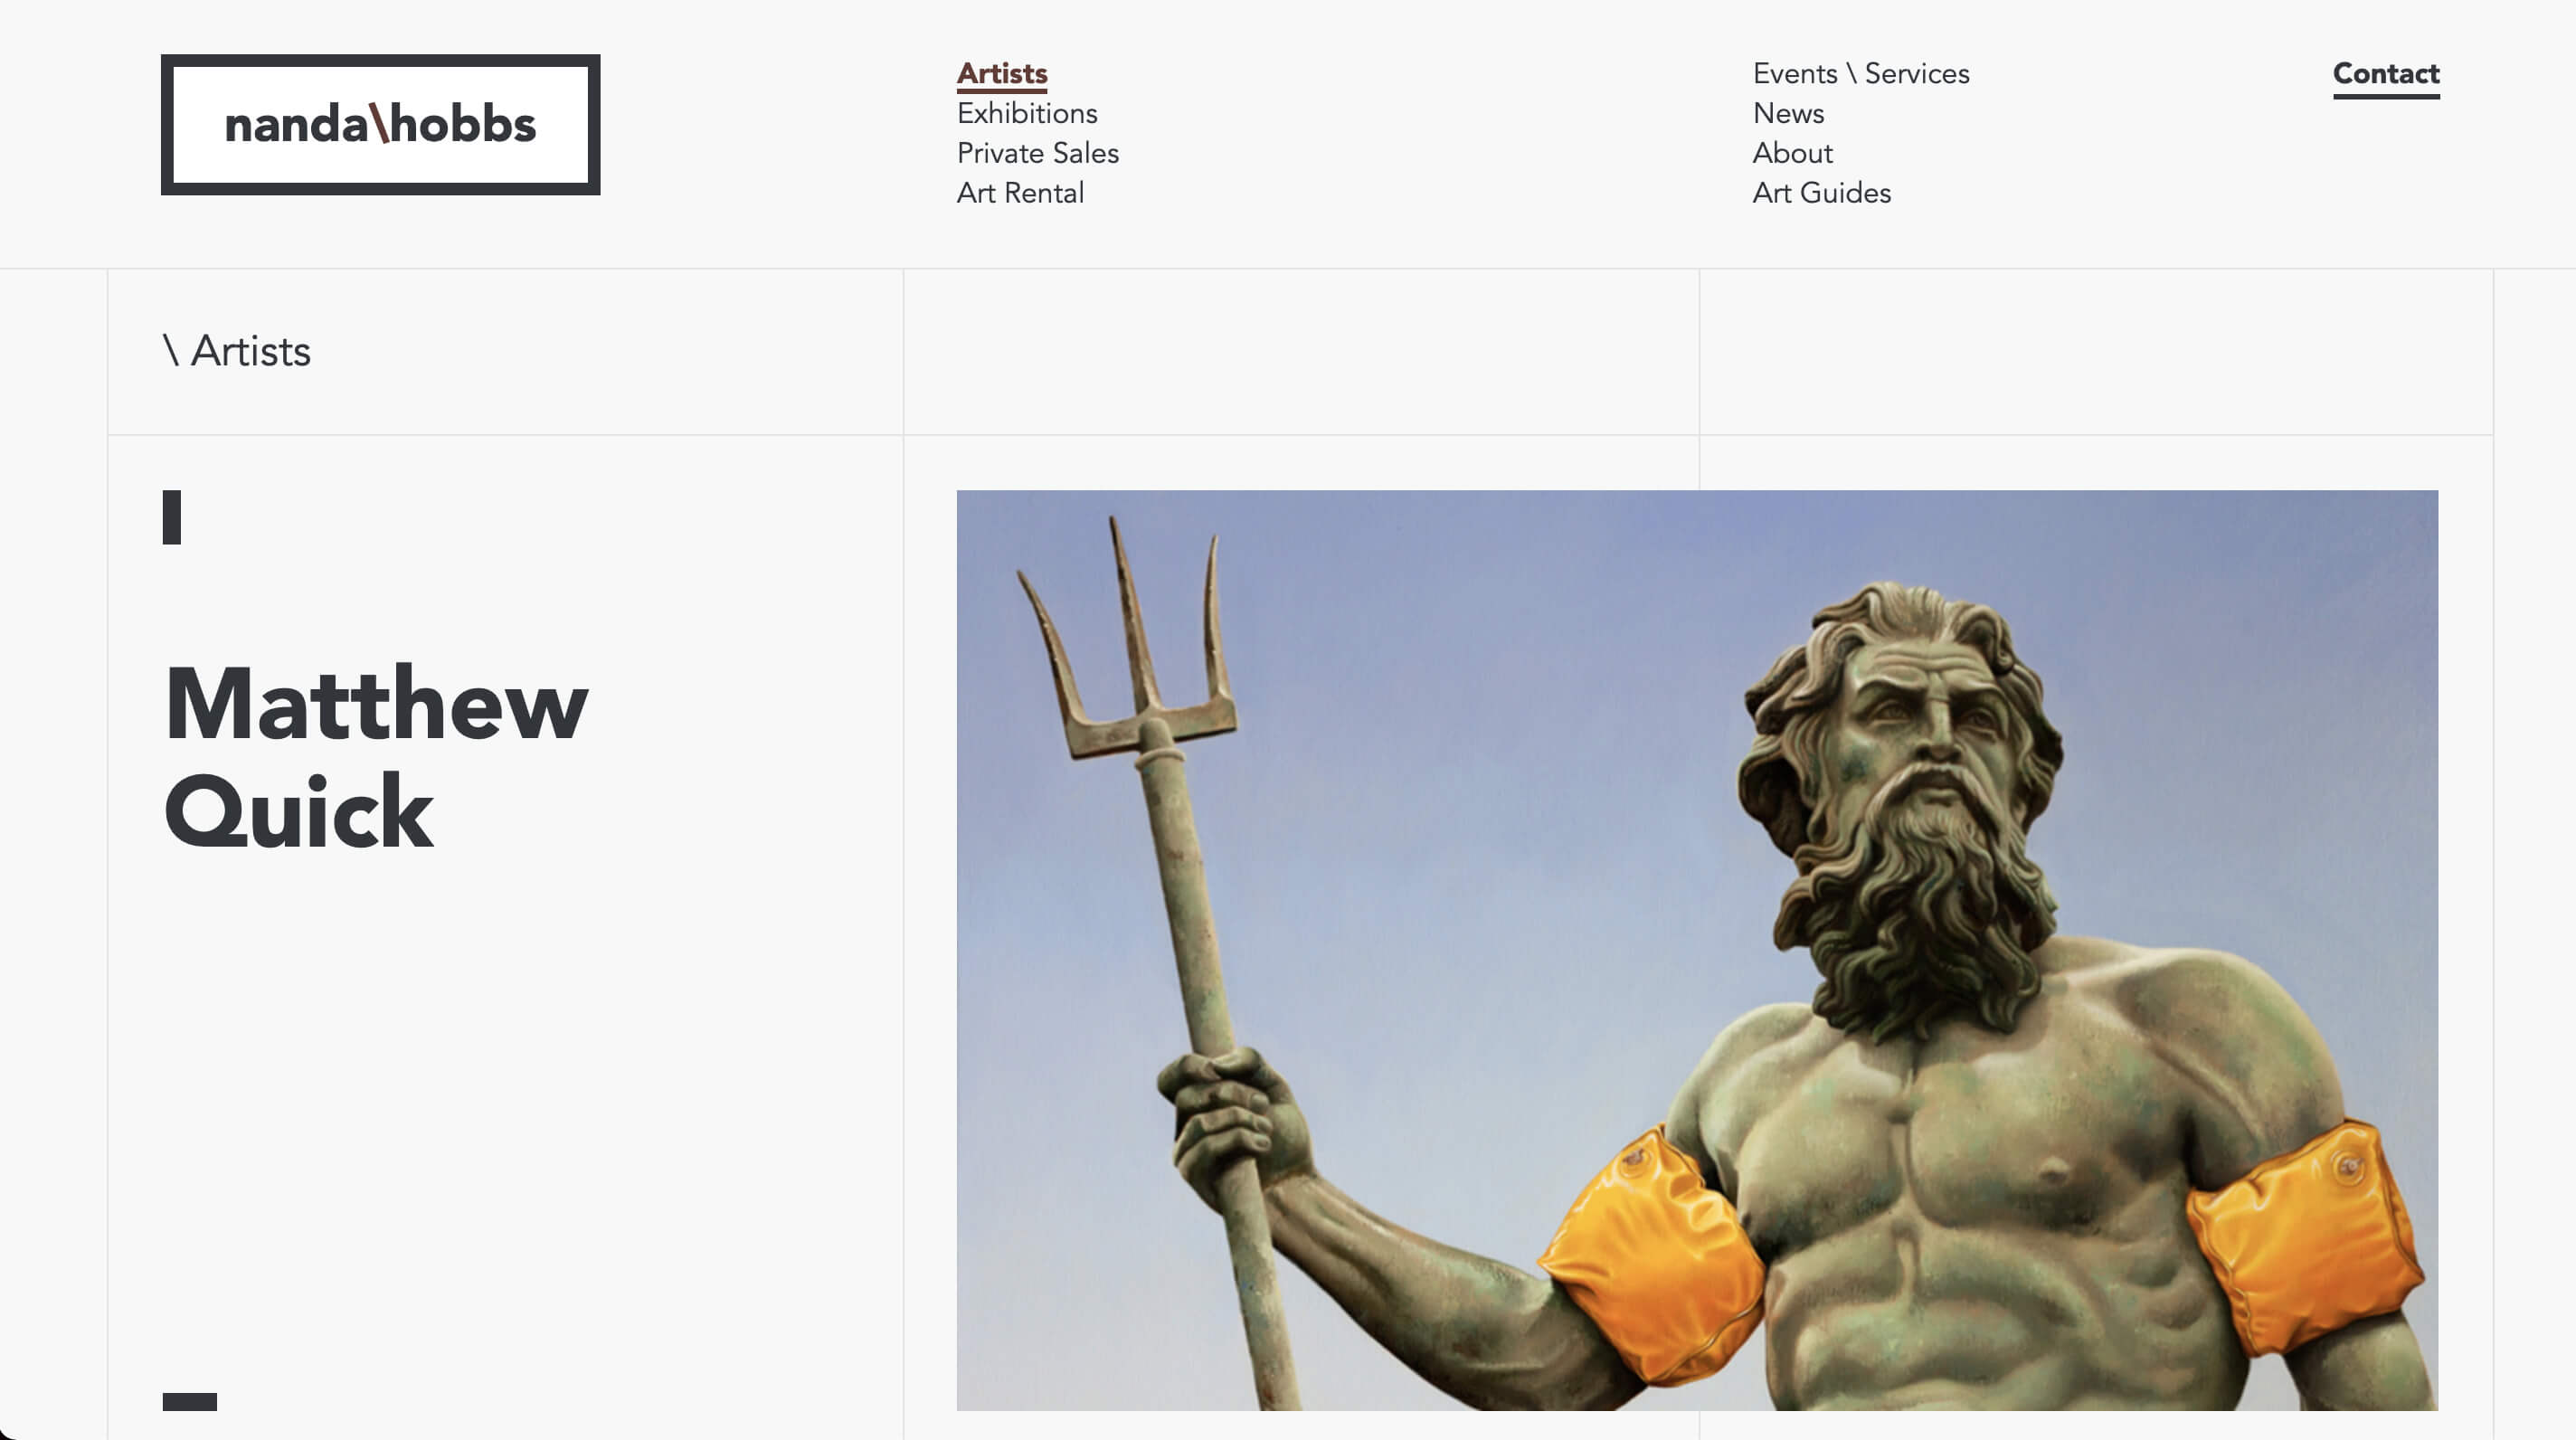 nanda\hobbs
Artists
Exhibitions
Private Sales
Art Rental
Events \ Services
News
About
Art Guides
Contact
\ Artists
Matthew
Quick